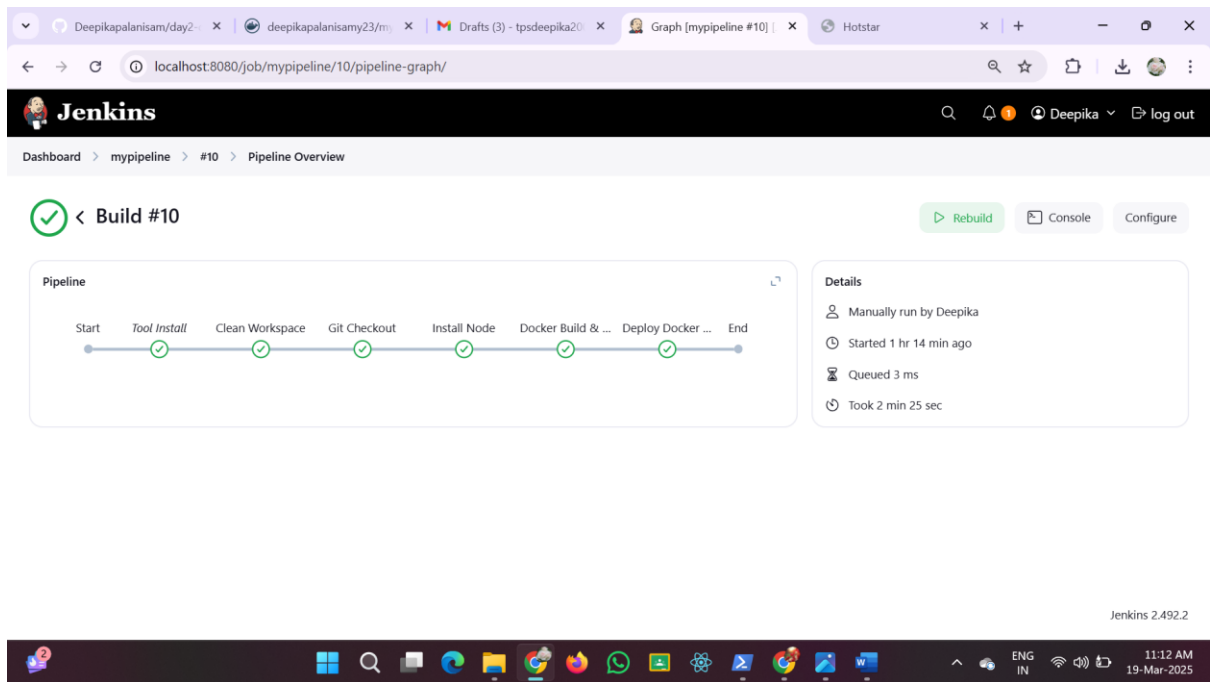 Deepikapalanisam/day2-
deepikapalanisamy23/my
Drafts (3) - tpsdeepika20
Graph [mypipeline #10] [
Hotstar
localhost:8080/job/mypipeline/10/pipeline-graph/
Jenkins
1
Deepika
log out
Dashboard > mypipeline > #10 > Pipeline Overview
Build #10
Rebuild
Console
Configure
Pipeline
Start Tool Install Clean Workspace Git Checkout Install Node Docker Build & ... Deploy Docker ... End
Details
Manually run by Deepika
Started 1 hr 14 min ago
Queued 3 ms
Took 2 min 25 sec
Jenkins 2.492.2
2
ENG
IN
11:12 AM
19-Mar-2025